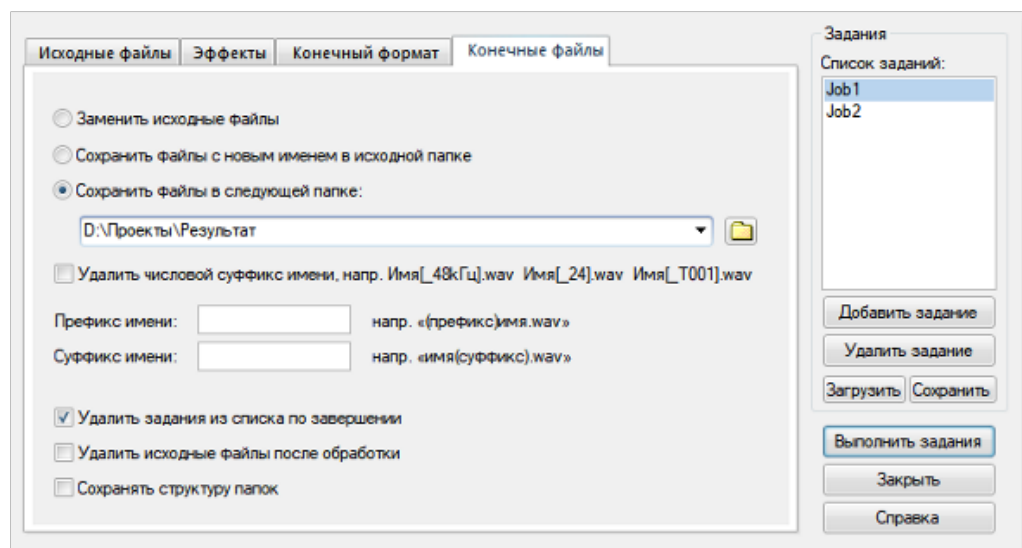 Исходные файлы Эффекты Конечный формат Конечные файлы
Заменить исходные файлы
Сохранить файлы с новым именем в исходной папке
Сохранить файлы в следующей папке:
D:\Проекты\Результат
Удалить числовой суффикс имени, напр. Имя[_48кГц].wav Имя[_24].wav Имя[_T001].wav
Префикс имени: напр. «(префикс)имя.wav»
Суффикс имени: напр. «имя(суффикс).wav»
Удалить задания из списка по завершении
Удалить исходные файлы после обработки
Сохранять структуру папок
Задания
Список заданий:
Job1
Job2
Добавить задание
Удалить задание
Загрузить Сохранить
Выполнить задания
Закрыть
Справка